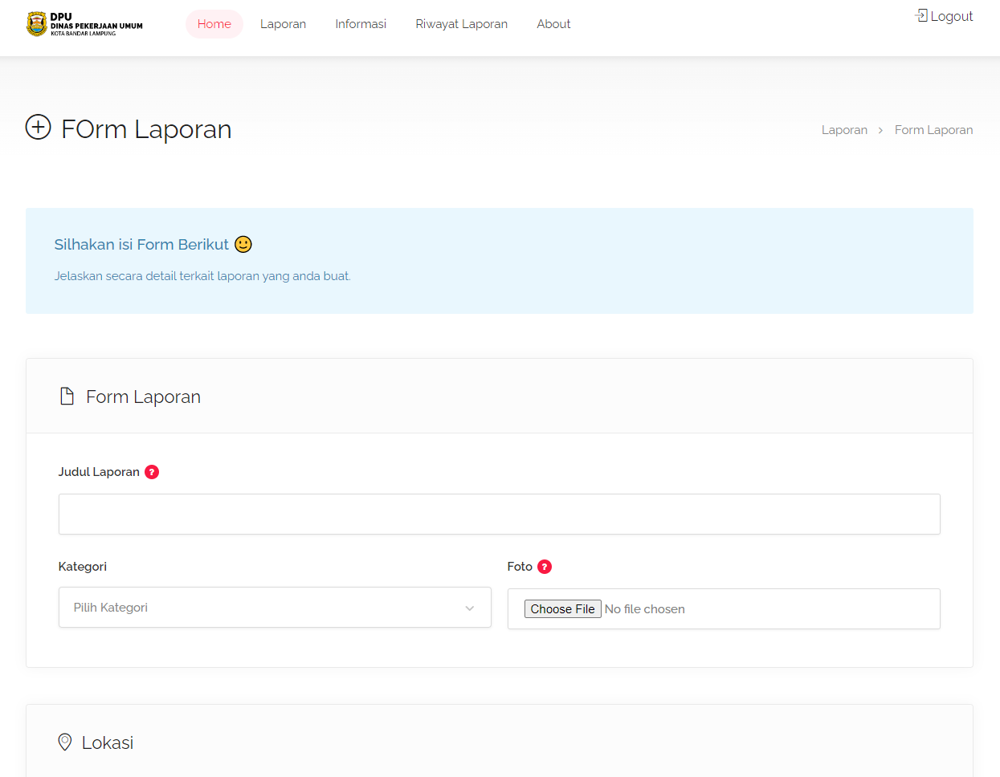 DPU
DINAS PEKERJAAN UMUM
KOTA BANDAR LAMPUNG
Home
Laporan
Informasi
Riwayat Laporan
About
Logout
FOrm Laporan
Laporan > Form Laporan
Silhakan isi Form Berikut 🙂
Jelaskan secara detail terkait laporan yang anda buat.
Form Laporan
Judul Laporan ?
Kategori
Foto ?
Pilih Kategori
Choose File No file chosen
Lokasi